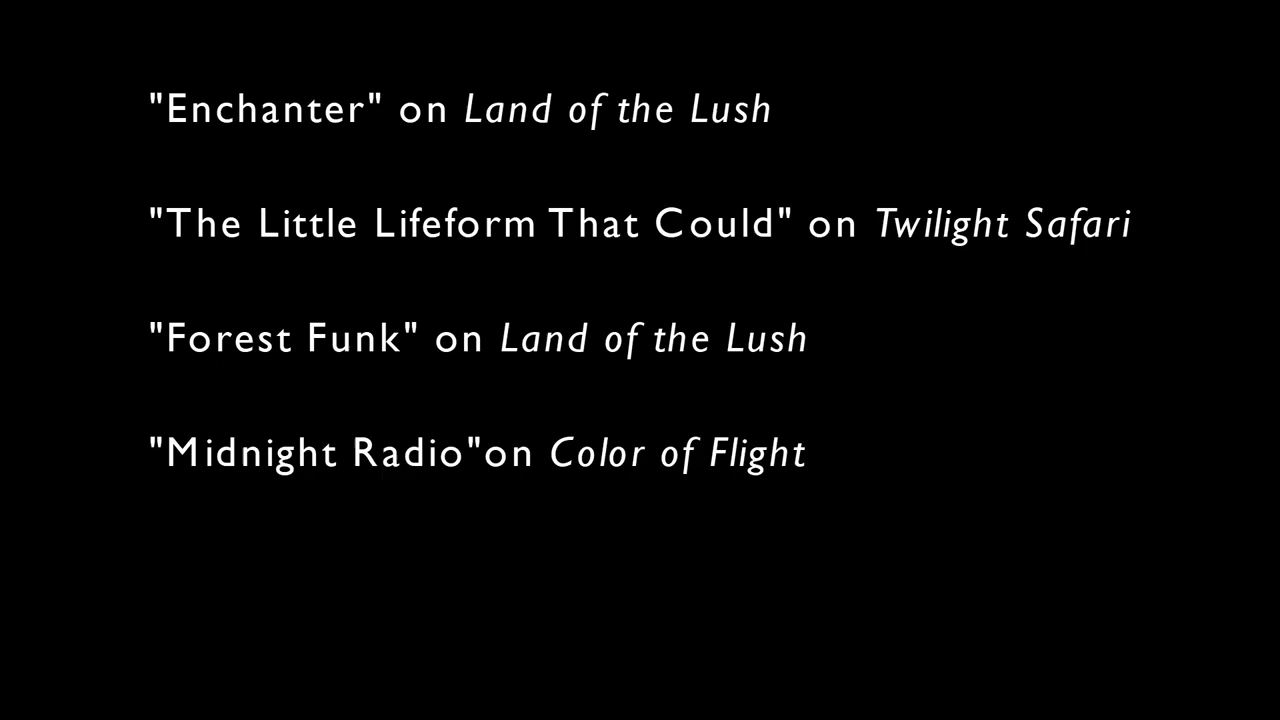 "Enchanter" on Land of the Lush
"The Little Lifeform That Could" on Twilight Safari
"Forest Funk" on Land of the Lush
"Midnight Radio"on Color of Flight